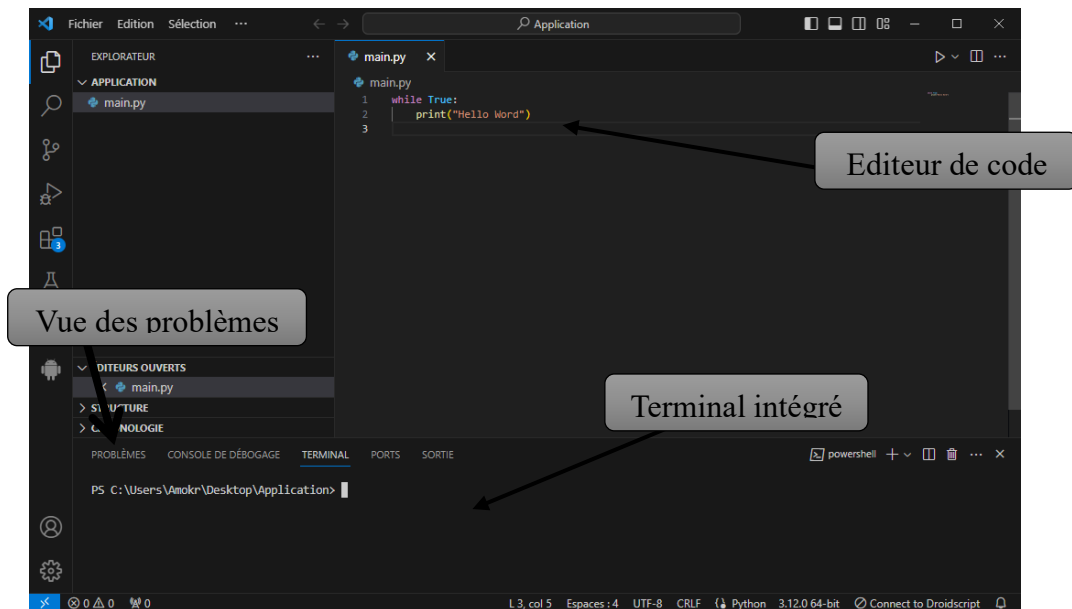 Fichier Edition Sélection ··· Application
EXPLORATEUR ···
APPLICATION
main.py
main.py
main.py
1 while True:
2 print("Hello Word")
3
Editeur de code
3
Vue des problèmes
EDITEURS OUVERTS
main.py
STRUCTURE
CHRONOLOGIE
Terminal intégré
PROBLÈMES CONSOLE DE DÉBOGAGE TERMINAL PORTS SORTIE powershell
PS C:\Users\Amokr\Desktop\Application>
0 0 0 L 3, col 5 Espaces : 4 UTF-8 CRLF Python 3.12.0 64-bit Connect to Droidscript